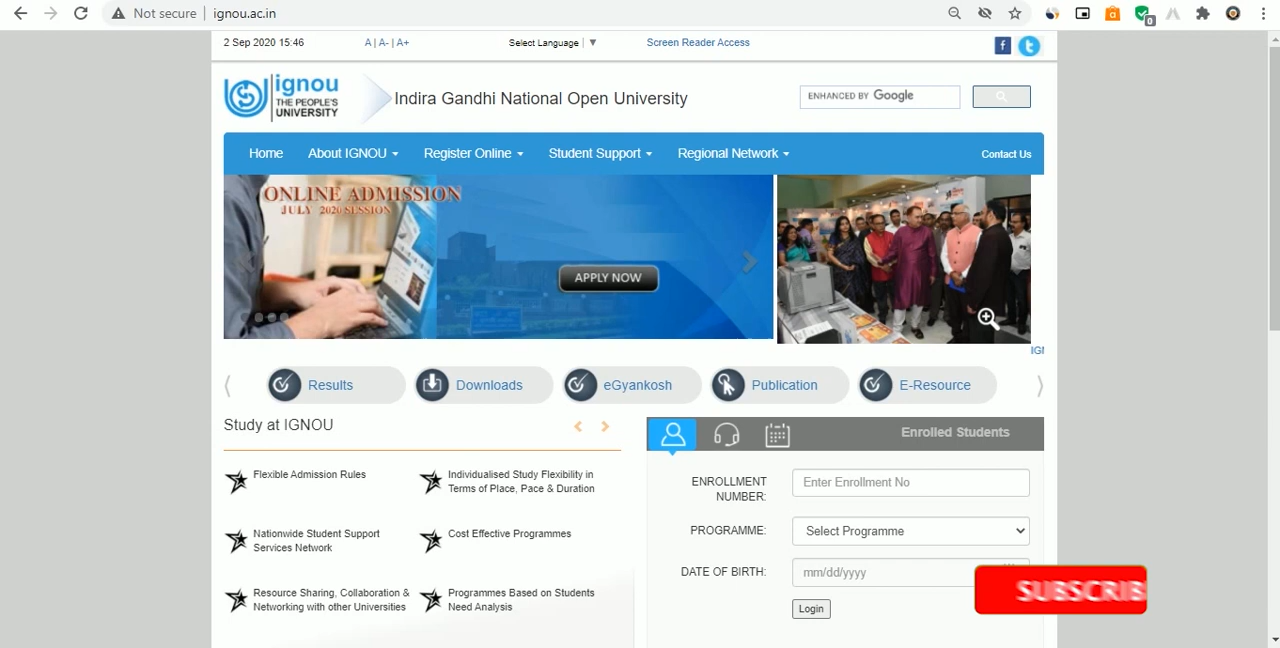 Not secure | ignou.ac.in
0
2 Sep 2020 15:46
A | A- | A+
Select Language ▼
Screen Reader Access
ignou
THE PEOPLE'S
UNIVERSITY
Indira Gandhi National Open University
ENHANCED BY Google
Home
About IGNOU
Register Online
Student Support
Regional Network
Contact Us
ONLINE ADMISSION
JULY 2020 SESSION
APPLY NOW
Results
Downloads
eGyankosh
Publication
E-Resource
Study at IGNOU
Enrolled Students
Flexible Admission Rules
Individualised Study Flexibility in
Terms of Place, Pace & Duration
Nationwide Student Support
Services Network
Cost Effective Programmes
Resource Sharing, Collaboration &
Networking with other Universities
Programmes Based on Students
Need Analysis
ENROLLMENT
NUMBER:
Enter Enrollment No
PROGRAMME:
Select Programme
DATE OF BIRTH:
mm/dd/yyyy
Login
SUBSCRIB